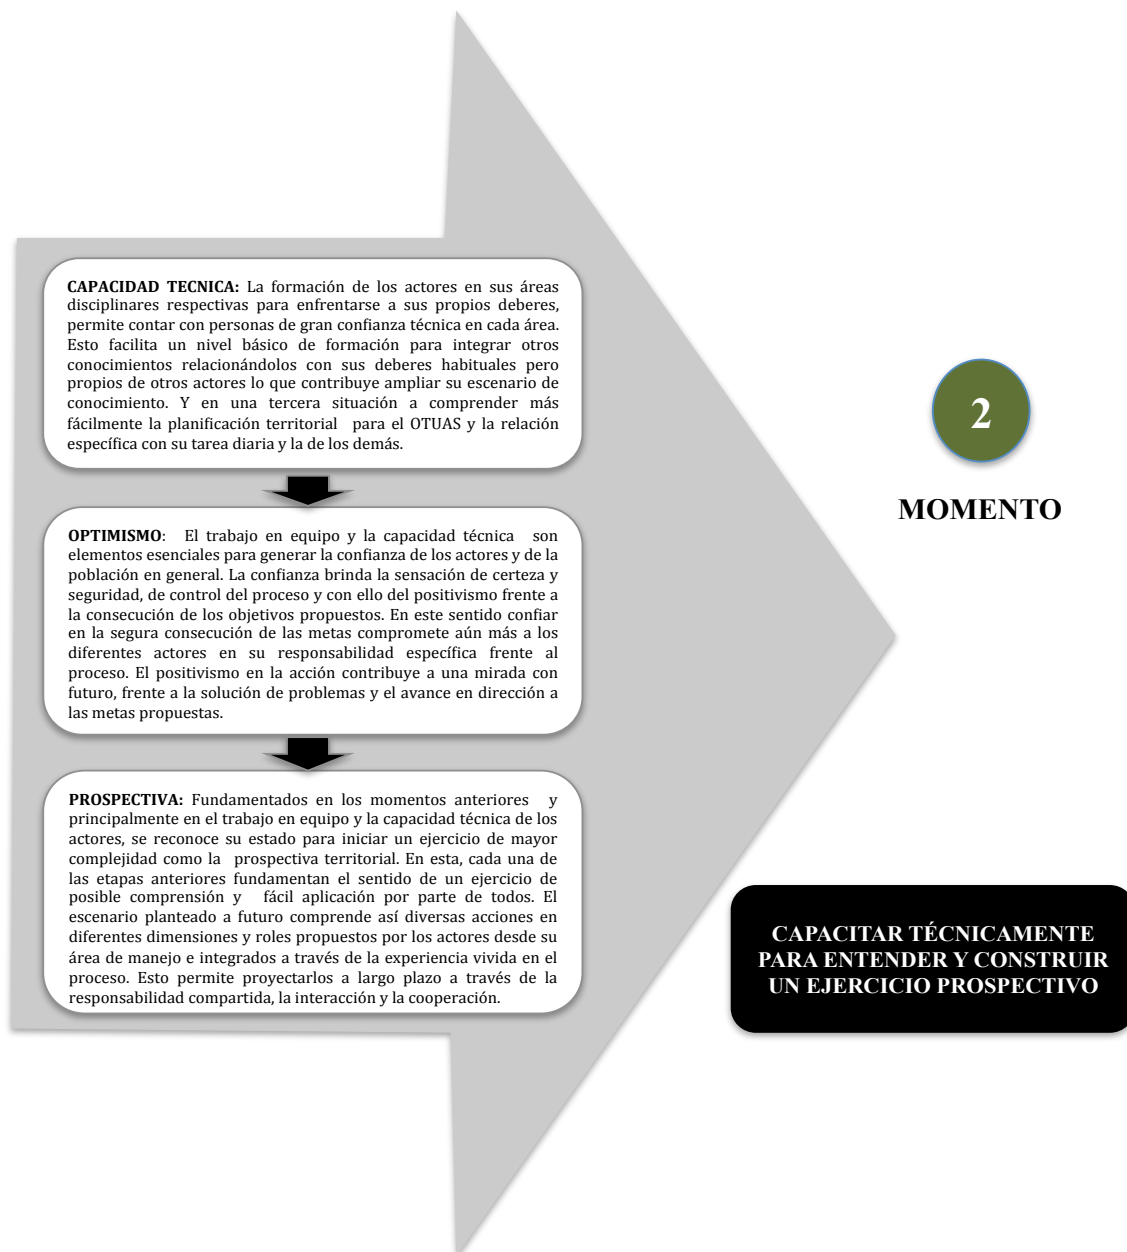 CAPACIDAD TECNICA: La formación de los actores en sus áreas
disciplinares respectivas para enfrentarse a sus propios deberes,
permite contar con personas de gran confianza técnica en cada área.
Esto facilita un nivel básico de formación para integrar otros
conocimientos relacionándolos con sus deberes habituales pero
propios de otros actores lo que contribuye ampliar su escenario de
conocimiento. Y en una tercera situación a comprender más
fácilmente la planificación territorial para el OTUAS y la relación
específica con su tarea diaria y la de los demás.
OPTIMISMO: El trabajo en equipo y la capacidad técnica son
elementos esenciales para generar la confianza de los actores y de la
población en general. La confianza brinda la sensación de certeza y
seguridad, de control del proceso y con ello del positivismo frente a
la consecución de los objetivos propuestos. En este sentido confiar
en la segura consecución de las metas compromete aún más a los
diferentes actores en su responsabilidad específica frente al
proceso. El positivismo en la acción contribuye a una mirada con
futuro, frente a la solución de problemas y el avance en dirección a
las metas propuestas.
PROSPECTIVA: Fundamentados en los momentos anteriores y
principalmente en el trabajo en equipo y la capacidad técnica de los
actores, se reconoce su estado para iniciar un ejercicio de mayor
complejidad como la prospectiva territorial. En esta, cada una de
las etapas anteriores fundamentan el sentido de un ejercicio de
posible comprensión y fácil aplicación por parte de todos. El
escenario planteado a futuro comprende así diversas acciones en
diferentes dimensiones y roles propuestos por los actores desde su
área de manejo e integrados a través de la experiencia vivida en el
proceso. Esto permite proyectarlos a largo plazo a través de la
responsabilidad compartida, la interacción y la cooperación.
2
MOMENTO
CAPACITAR TÉCNICAMENTE
PARA ENTENDER Y CONSTRUIR
UN EJERCICIO PROSPECTIVO